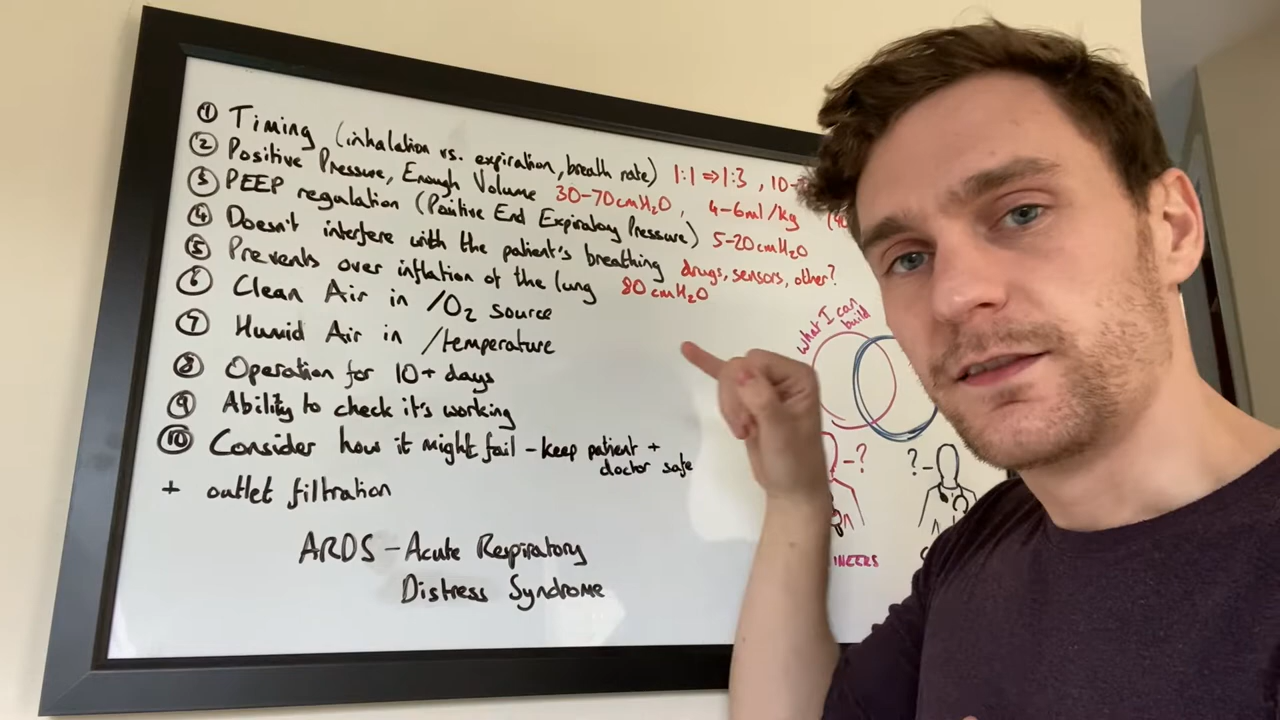 ① Timing (inhalation vs. expiration, breath rate) 1:1 ⇒ 1:3 , 10-
② Positive Pressure, Enough Volume 30-70cmH₂O , 4-6ml/kg
③ PEEP regulation (Positive End Expiratory Pressure) 5-20cmH₂O
④ Doesn't interfere with the patient's breathing drugs, sensors, other?
⑤ Prevents over inflation of the lung 80cmH₂O
⑥ Clean Air in /O₂ source
⑦ Humid Air in /temperature
⑧ Operation for 10+ days
⑨ Ability to check it's working
⑩ Consider how it might fail - keep patient +
doctor safe
+ outlet filtration
ARDS - Acute Respiratory
Distress Syndrome
What I can
build
-?
?-
INEERS